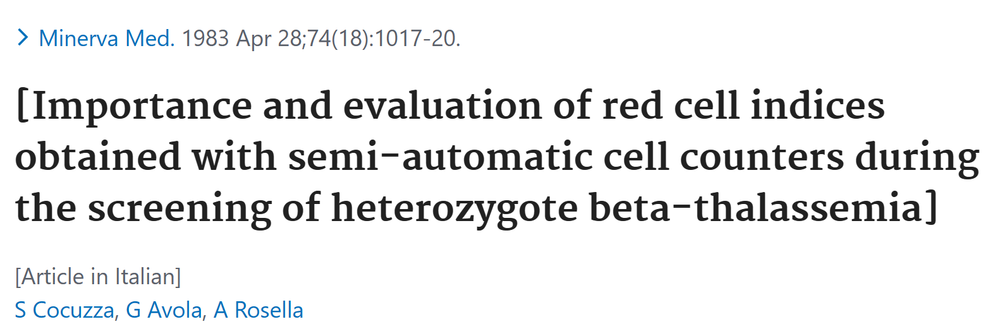 > Minerva Med. 1983 Apr 28;74(18):1017-20.
[Importance and evaluation of red cell indices
obtained with semi-automatic cell counters during
the screening of heterozygote beta-thalassemia]
[Article in Italian]
S Cocuzza, G Avola, A Rosella